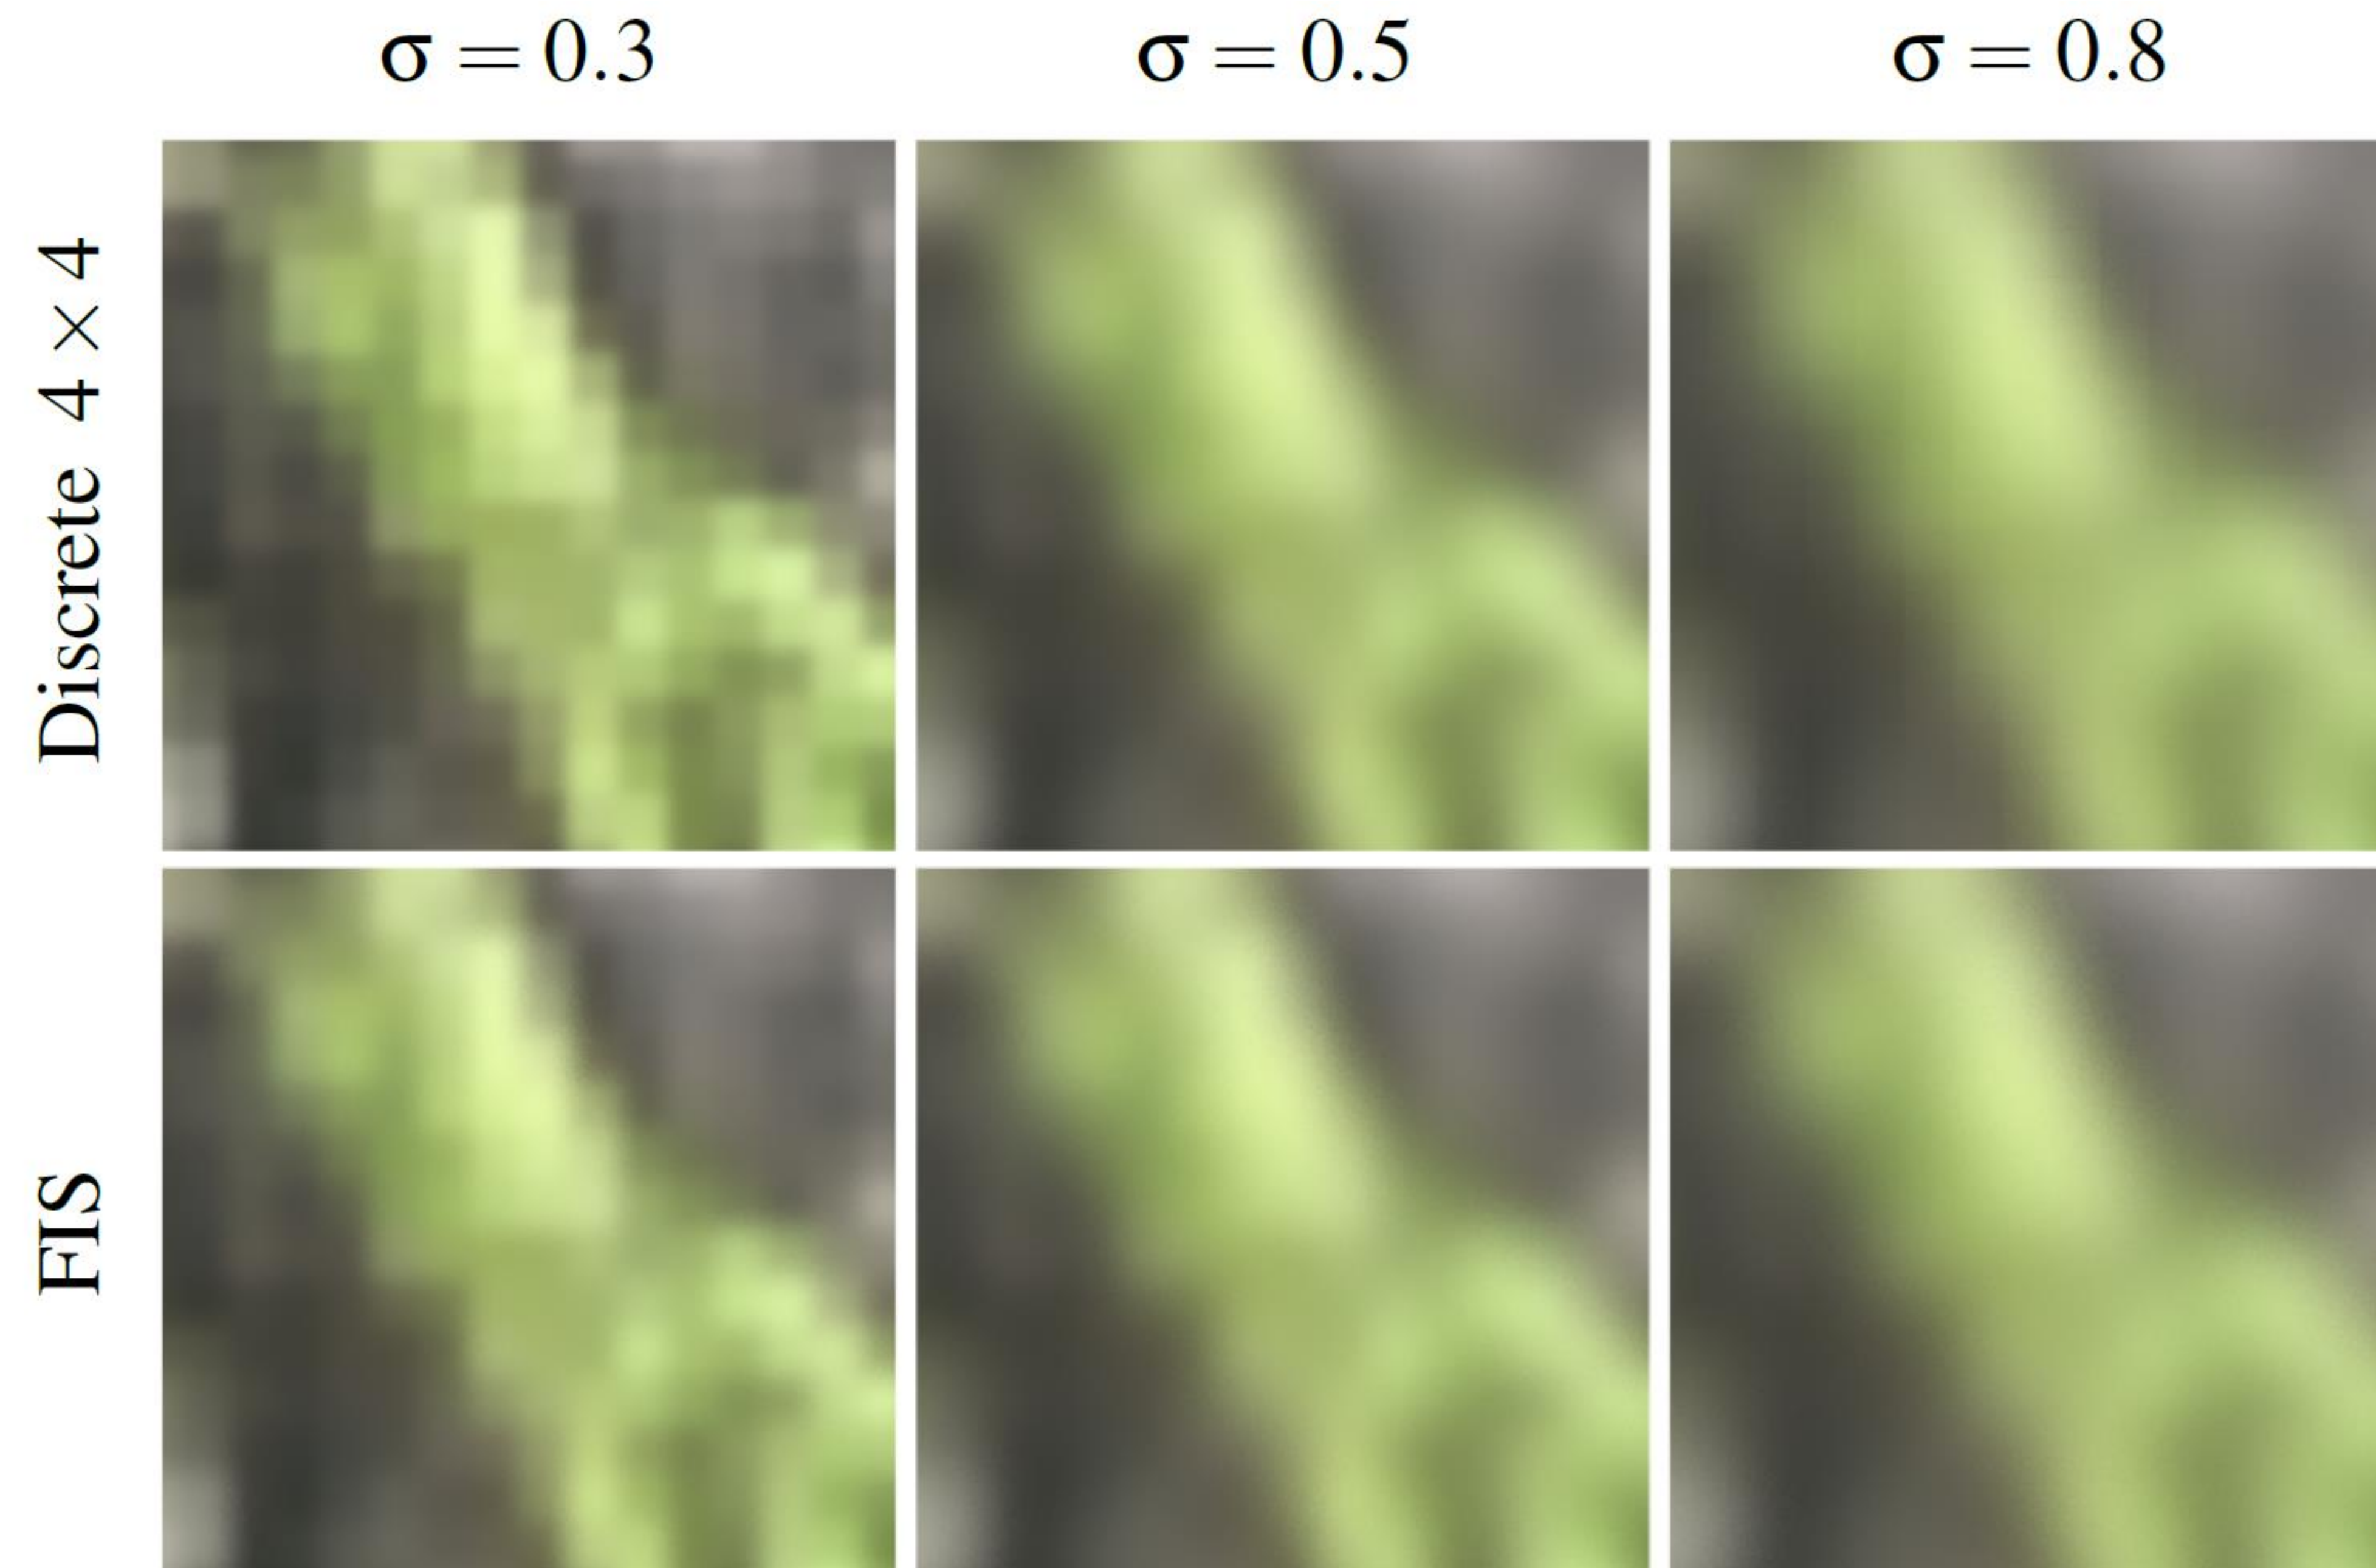 σ = 0.3
σ = 0.5
σ = 0.8
Discrete 4 × 4
FIS